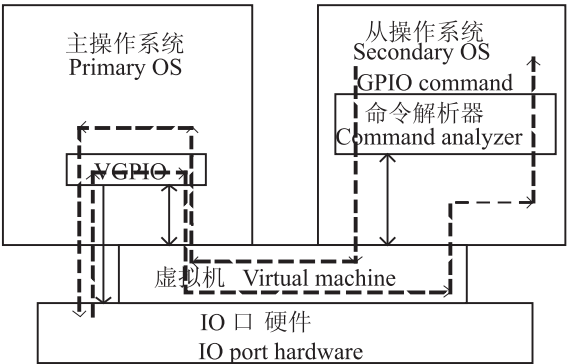 主操作系统
Primary OS
VGPIO
从操作系统
Secondary OS
GPIO command
命令解析器
Command analyzer
虚拟机 Virtual machine
IO 口 硬件
IO port hardware